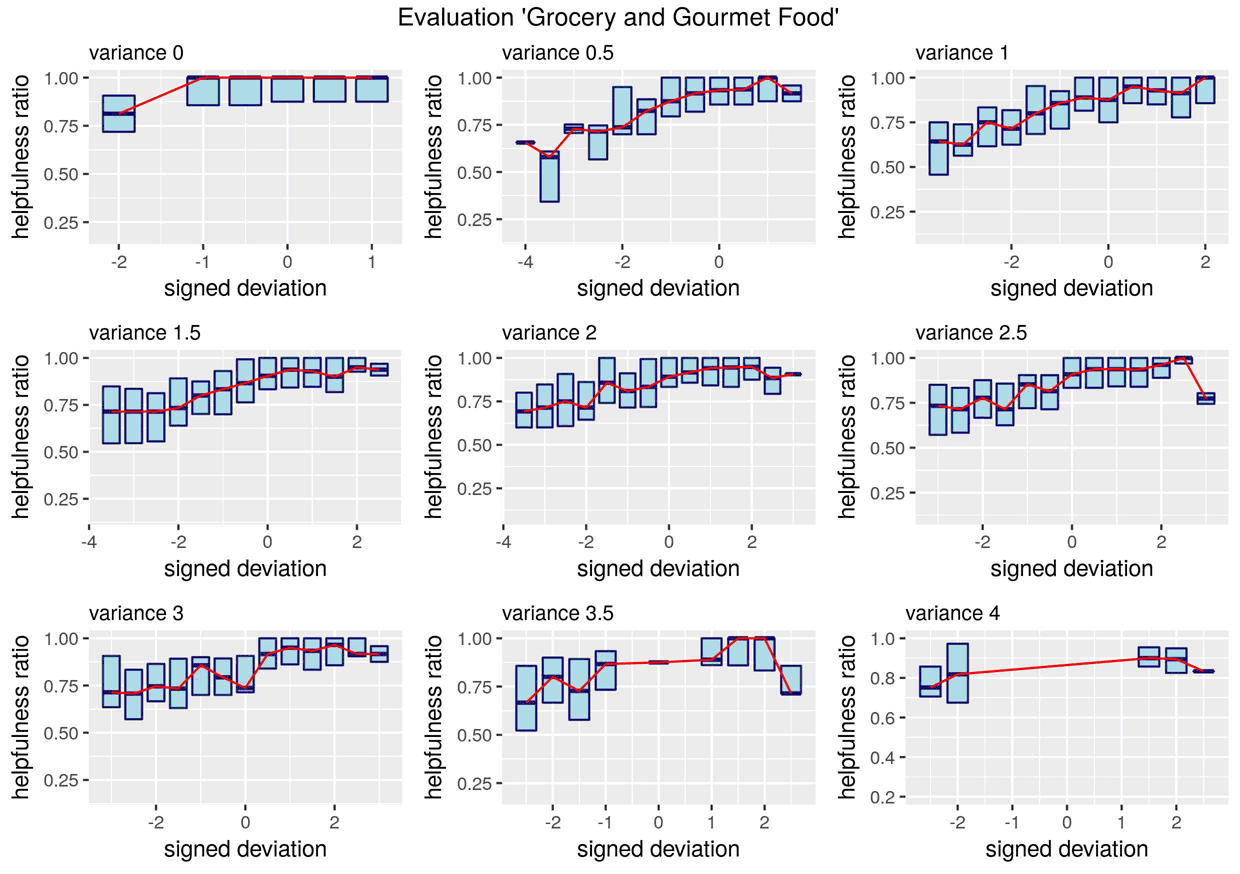 Evaluation 'Grocery and Gourmet Food'
variance 0
helpfulness ratio
1.00
0.75
0.50
0.25
-2 -1 0 1
signed deviation
variance 0.5
helpfulness ratio
1.00
0.75
0.50
0.25
-4 -2 0
signed deviation
variance 1
helpfulness ratio
1.00
0.75
0.50
0.25
-2 0 2
signed deviation
variance 1.5
helpfulness ratio
1.00
0.75
0.50
0.25
-4 -2 0 2
signed deviation
variance 2
helpfulness ratio
1.00
0.75
0.50
0.25
-4 -2 0 2
signed deviation
variance 2.5
helpfulness ratio
1.00
0.75
0.50
0.25
-2 0 2
signed deviation
variance 3
helpfulness ratio
1.00
0.75
0.50
0.25
-2 0 2
signed deviation
variance 3.5
helpfulness ratio
1.00
0.75
0.50
0.25
-2 -1 0 1 2
signed deviation
variance 4
helpfulness ratio
1.0
0.8
0.6
0.4
0.2
-2 -1 0 1 2
signed deviation